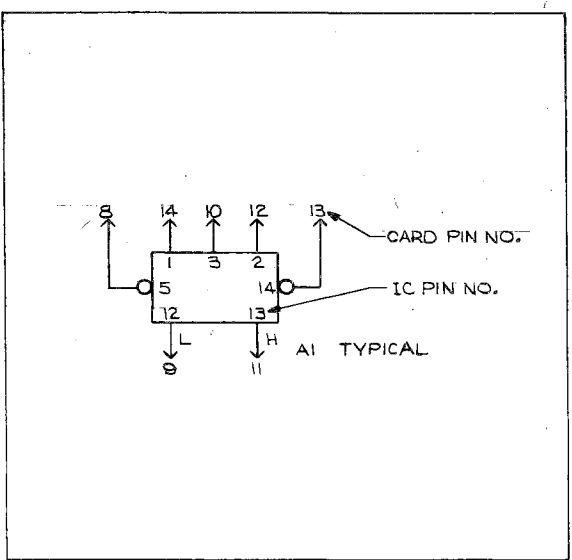 8 14 10 12 13
CARD PIN NO.
1 3 2
5 14
IC PIN NO.
12 13
L H
A1 TYPICAL
9 11